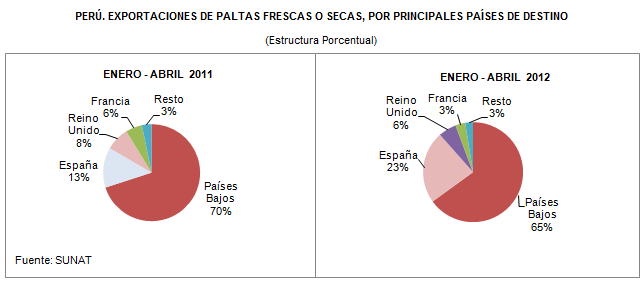 PERÚ. EXPORTACIONES DE PALTAS FRESCAS O SECAS, POR PRINCIPALES PAÍSES DE DESTINO
(Estructura Porcentual)
ENERO - ABRIL 2011
Francia
6%
Resto
3%
Reino
Unido
8%
España
13%
Países
Bajos
70%
Fuente: SUNAT
ENERO - ABRIL 2012
Reino
Unido
6%
Francia
3%
Resto
3%
España
23%
Países
Bajos
65%